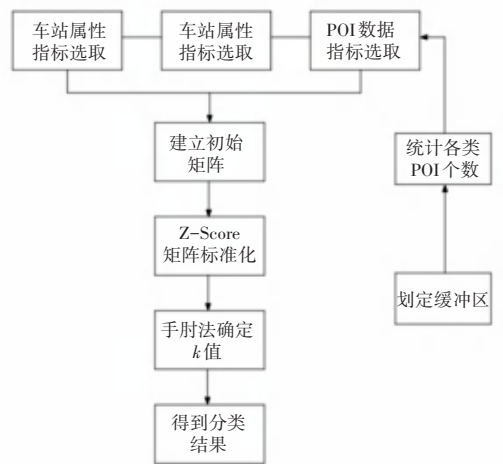 车站属性
指标选取
车站属性
指标选取
POI数据
指标选取
建立初始
矩阵
统计各类
POI个数
Z-Score
矩阵标准化
划定缓冲区
手肘法确定
k值
得到分类
结果